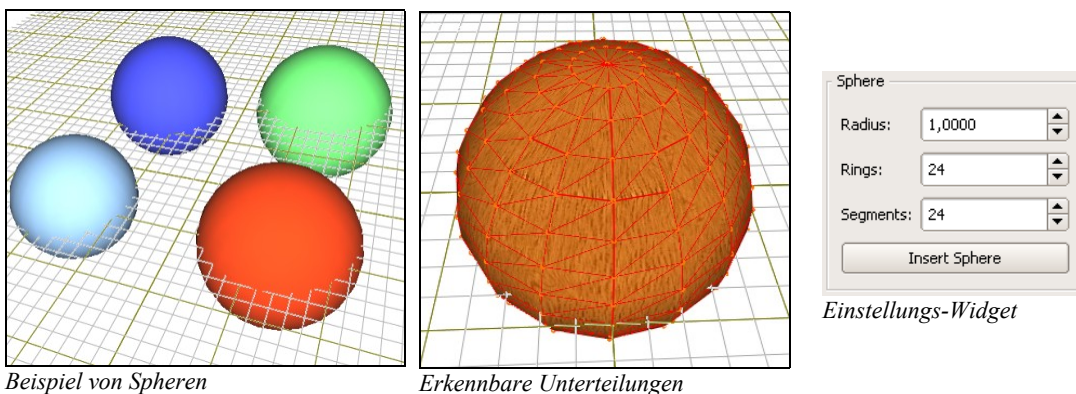 Sphere
Radius: 1,0000
Rings: 24
Segments: 24
Insert Sphere
Einstellungs-Widget
Beispiel von Spheren
Erkennbare Unterteilungen